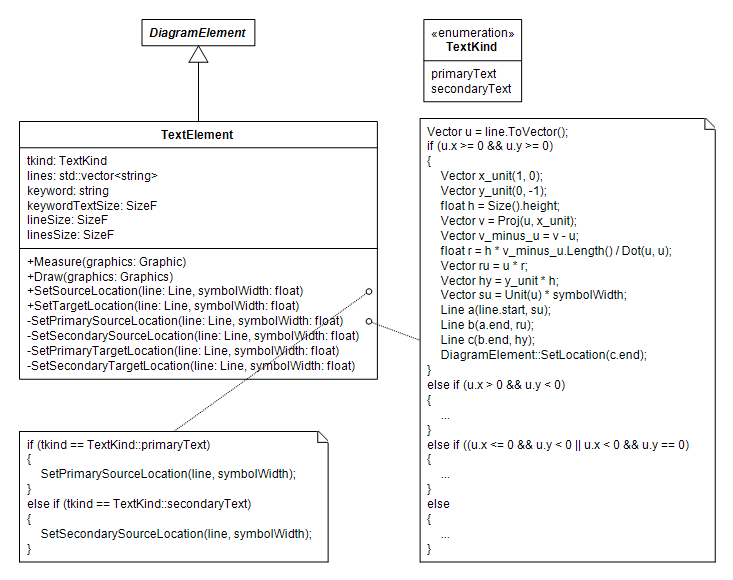 DiagramElement
«enumeration»
TextKind
primaryText
secondaryText
TextElement
tkind: TextKind
lines: std::vector<string>
keyword: string
keywordTextSize: SizeF
lineSize: SizeF
linesSize: SizeF
+Measure(graphics: Graphic)
+Draw(graphics: Graphics)
+SetSourceLocation(line: Line, symbolWidth: float)
+SetTargetLocation(line: Line, symbolWidth: float)
-SetPrimarySourceLocation(line: Line, symbolWidth: float)
-SetSecondarySourceLocation(line: Line, symbolWidth: float)
-SetPrimaryTargetLocation(line: Line, symbolWidth: float)
-SetSecondaryTargetLocation(line: Line, symbolWidth: float)
Vector u = line.ToVector();
if (u.x >= 0 && u.y >= 0)
{
Vector x_unit(1, 0);
Vector y_unit(0, -1);
float h = Size().height;
Vector v = Proj(u, x_unit);
Vector v_minus_u = v - u;
float r = h * v_minus_u.Length() / Dot(u, u);
Vector ru = u * r;
Vector hy = y_unit * h;
Vector su = Unit(u) * symbolWidth;
Line a(line.start, su);
Line b(a.end, ru);
Line c(b.end, hy);
DiagramElement::SetLocation(c.end);
}
else if (u.x > 0 && u.y < 0)
{
...
}
else if ((u.x <= 0 && u.y < 0 || u.x < 0 && u.y == 0)
{
...
}
else
{
...
}
if (tkind == TextKind::primaryText)
{
SetPrimarySourceLocation(line, symbolWidth);
}
else if (tkind == TextKind::secondaryText)
{
SetSecondarySourceLocation(line, symbolWidth);
}